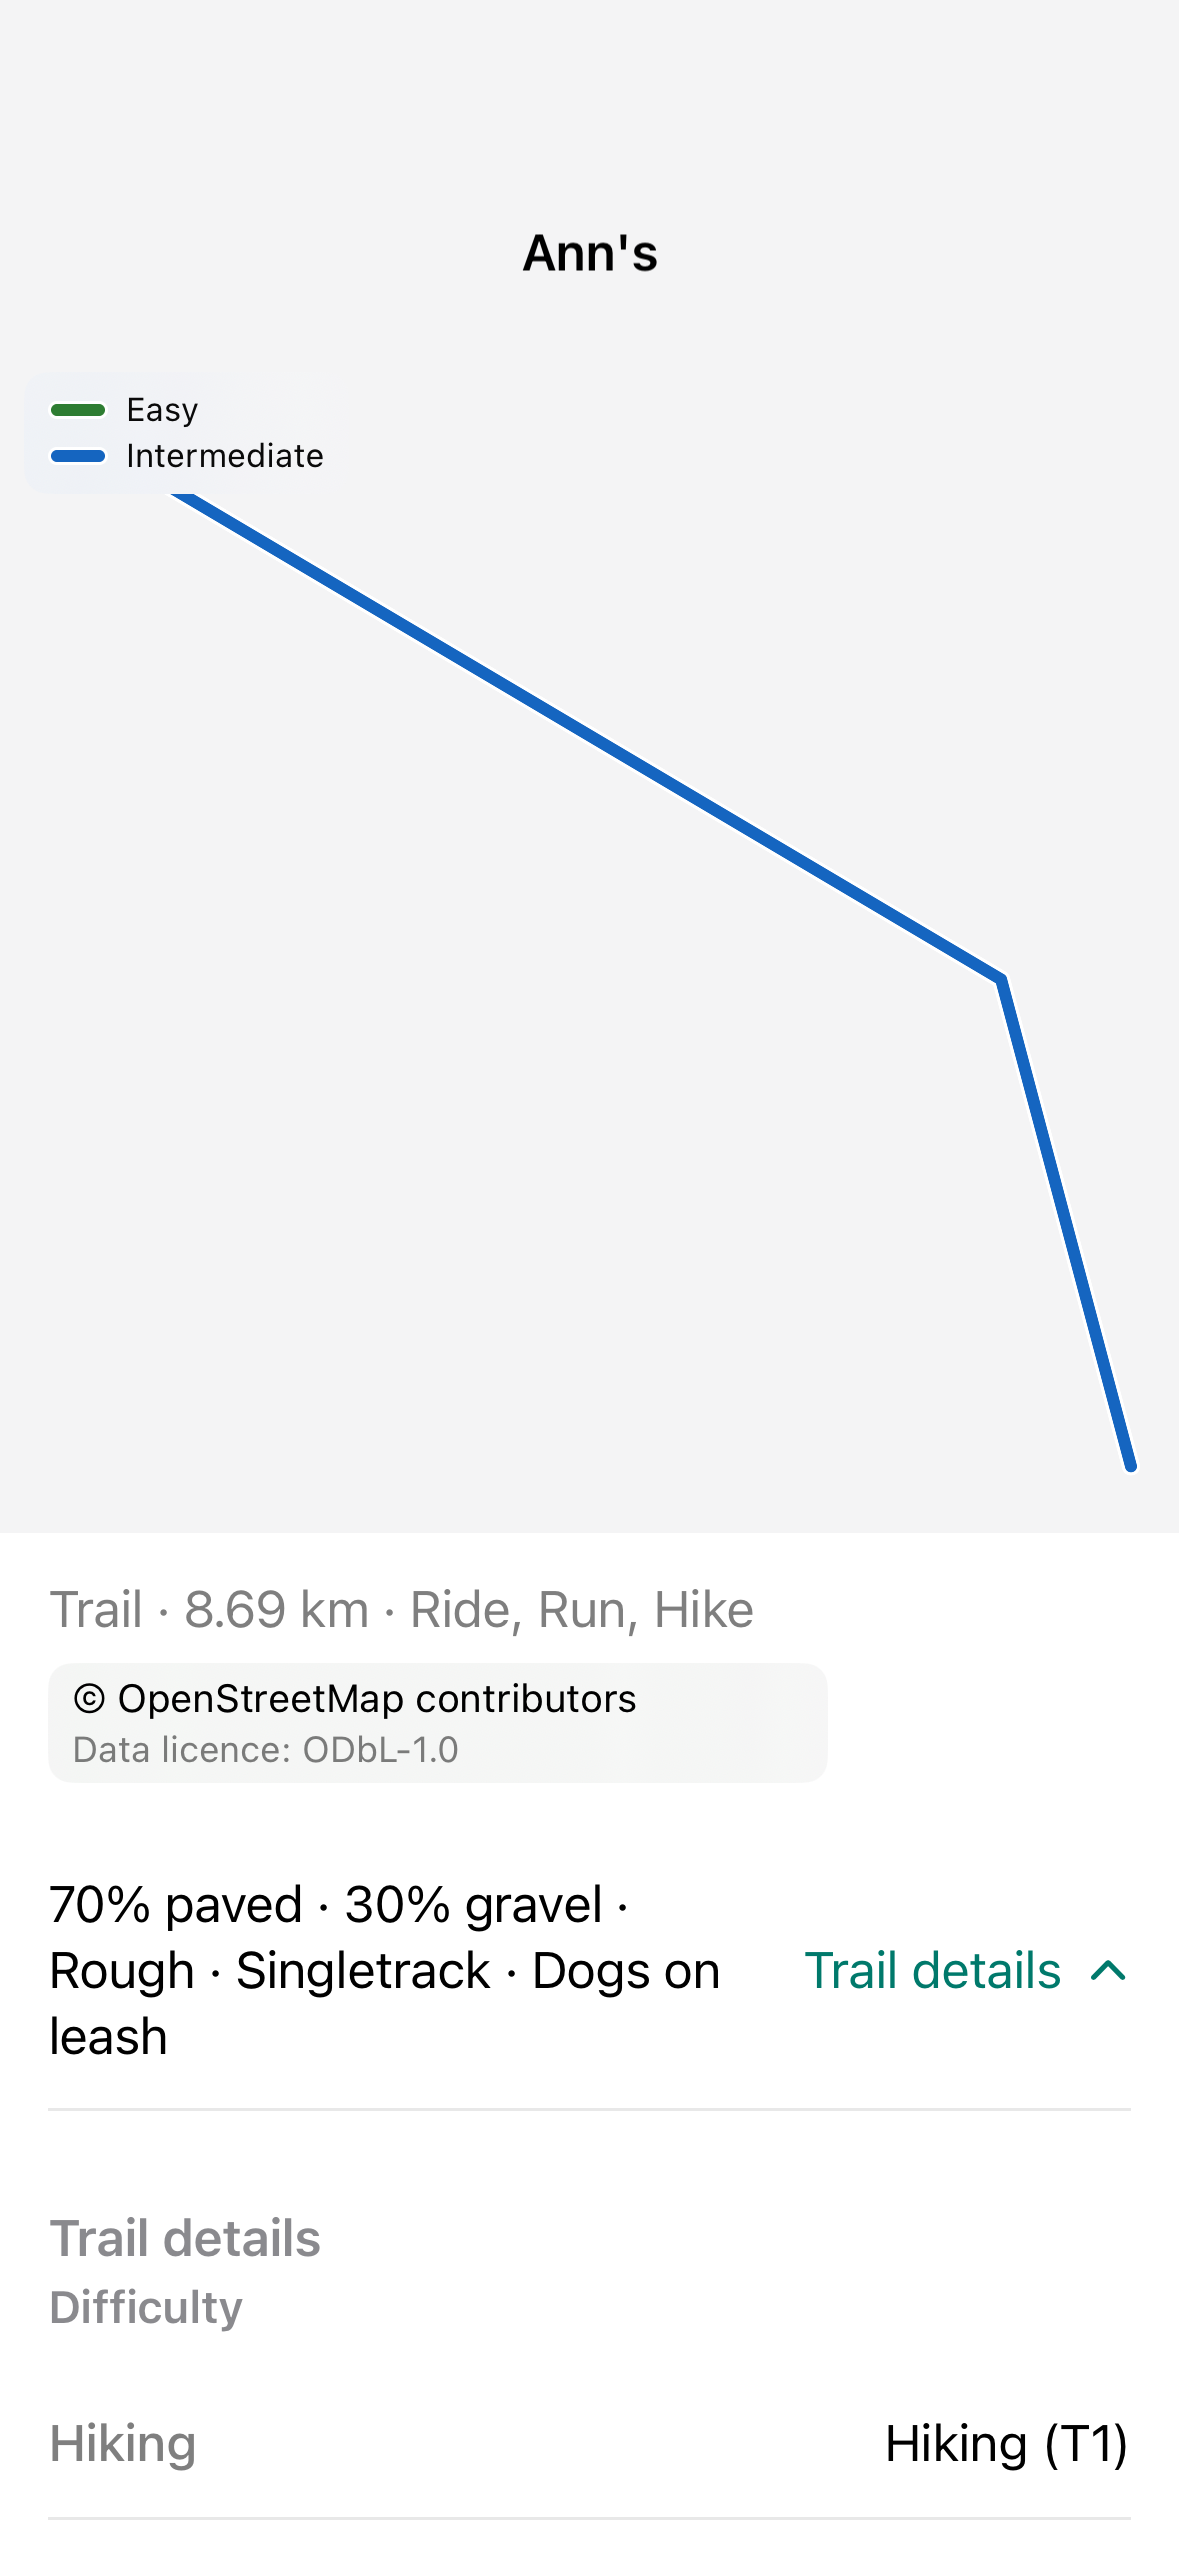 Ann's
Easy
Intermediate
Trail · 8.69 km · Ride, Run, Hike
© OpenStreetMap contributors
Data licence: ODbL-1.0
70% paved · 30% gravel ·
Rough · Singletrack · Dogs on
leash
Trail details
Trail details
Difficulty
Hiking
Hiking (T1)